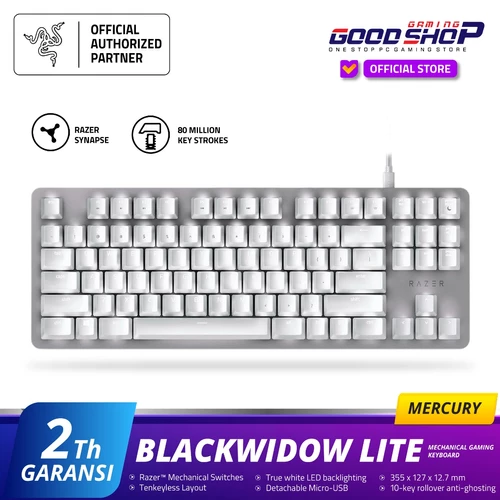 OFFICIAL
AUTHORIZED
PARTNER
GAMING
GOODSHOP
ONE STOP PC GAMING STORE
OFFICIAL STORE
RAZER
SYNAPSE
80 MILLION
KEY STROKES
RAZER
MERCURY
2Th
GARANSI
BLACKWIDOW LITE
MECHANICAL GAMING
KEYBOARD
• Razer™ Mechanical Switches
• Tenkeyless Layout
• True white LED backlighting
• Detachable Micro-USB
• 355 x 127 x 12.7 mm
• 10-key rollover anti-ghosting